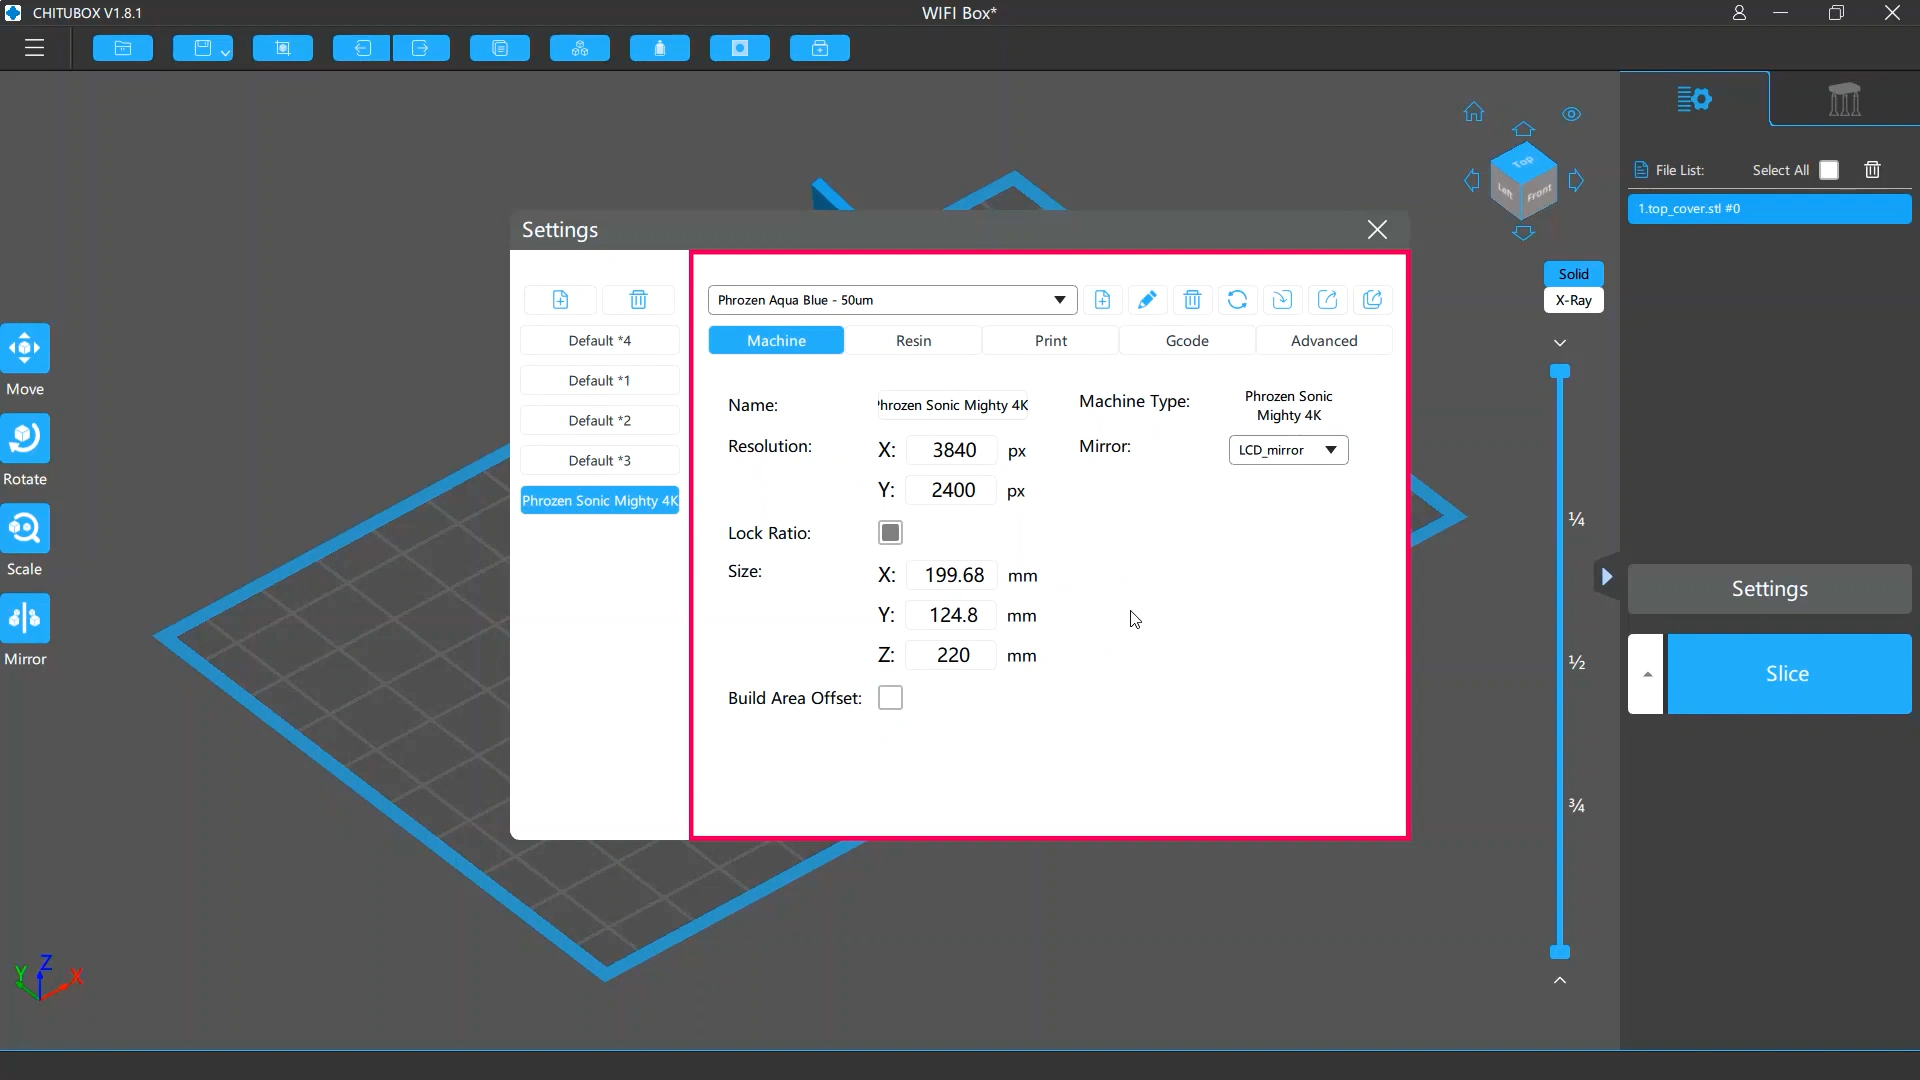 CHITUBOX V1.8.1
WIFI Box*
File List:
Select All
1.top_cover.stl #0
Top
Left
Front
Solid
X-Ray
Move
Rotate
Scale
Mirror
Settings
Default *4
Default *1
Default *2
Default *3
Phrozen Sonic Mighty 4K
Phrozen Aqua Blue - 50um
Machine
Resin
Print
Gcode
Advanced
Name:
Phrozen Sonic Mighty 4K
Machine Type:
Phrozen Sonic
Mighty 4K
Resolution:
X: 3840 px
Mirror:
LCD_mirror
Y: 2400 px
Lock Ratio:
Size:
X: 199.68 mm
Y: 124.8 mm
Z: 220 mm
Build Area Offset:
¼
½
¾
Settings
Slice
Y
Z
X